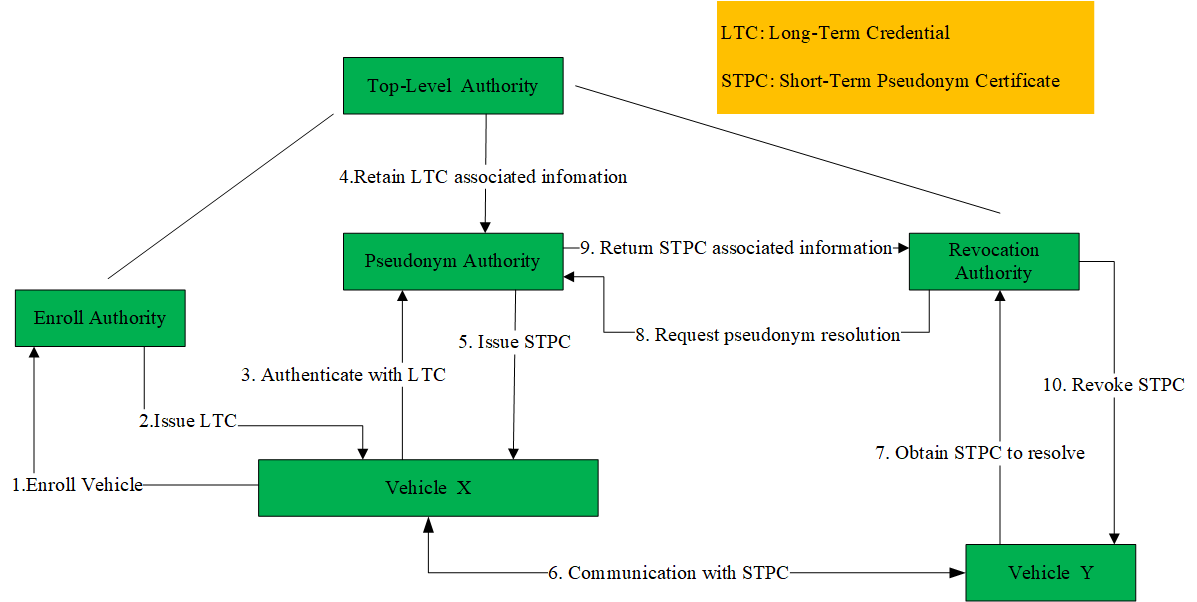 LTC: Long-Term Credential
STPC: Short-Term Pseudonym Certificate
Top-Level Authority
4.Retain LTC associated infomation
Pseudonym Authority
9. Return STPC associated information
Revocation
Authority
Enroll Authority
8. Request pseudonym resolution
5. Issue STPC
3. Authenticate with LTC
10. Revoke STPC
2.Issue LTC
7. Obtain STPC to resolve
1.Enroll Vehicle
Vehicle X
6. Communication with STPC
Vehicle Y